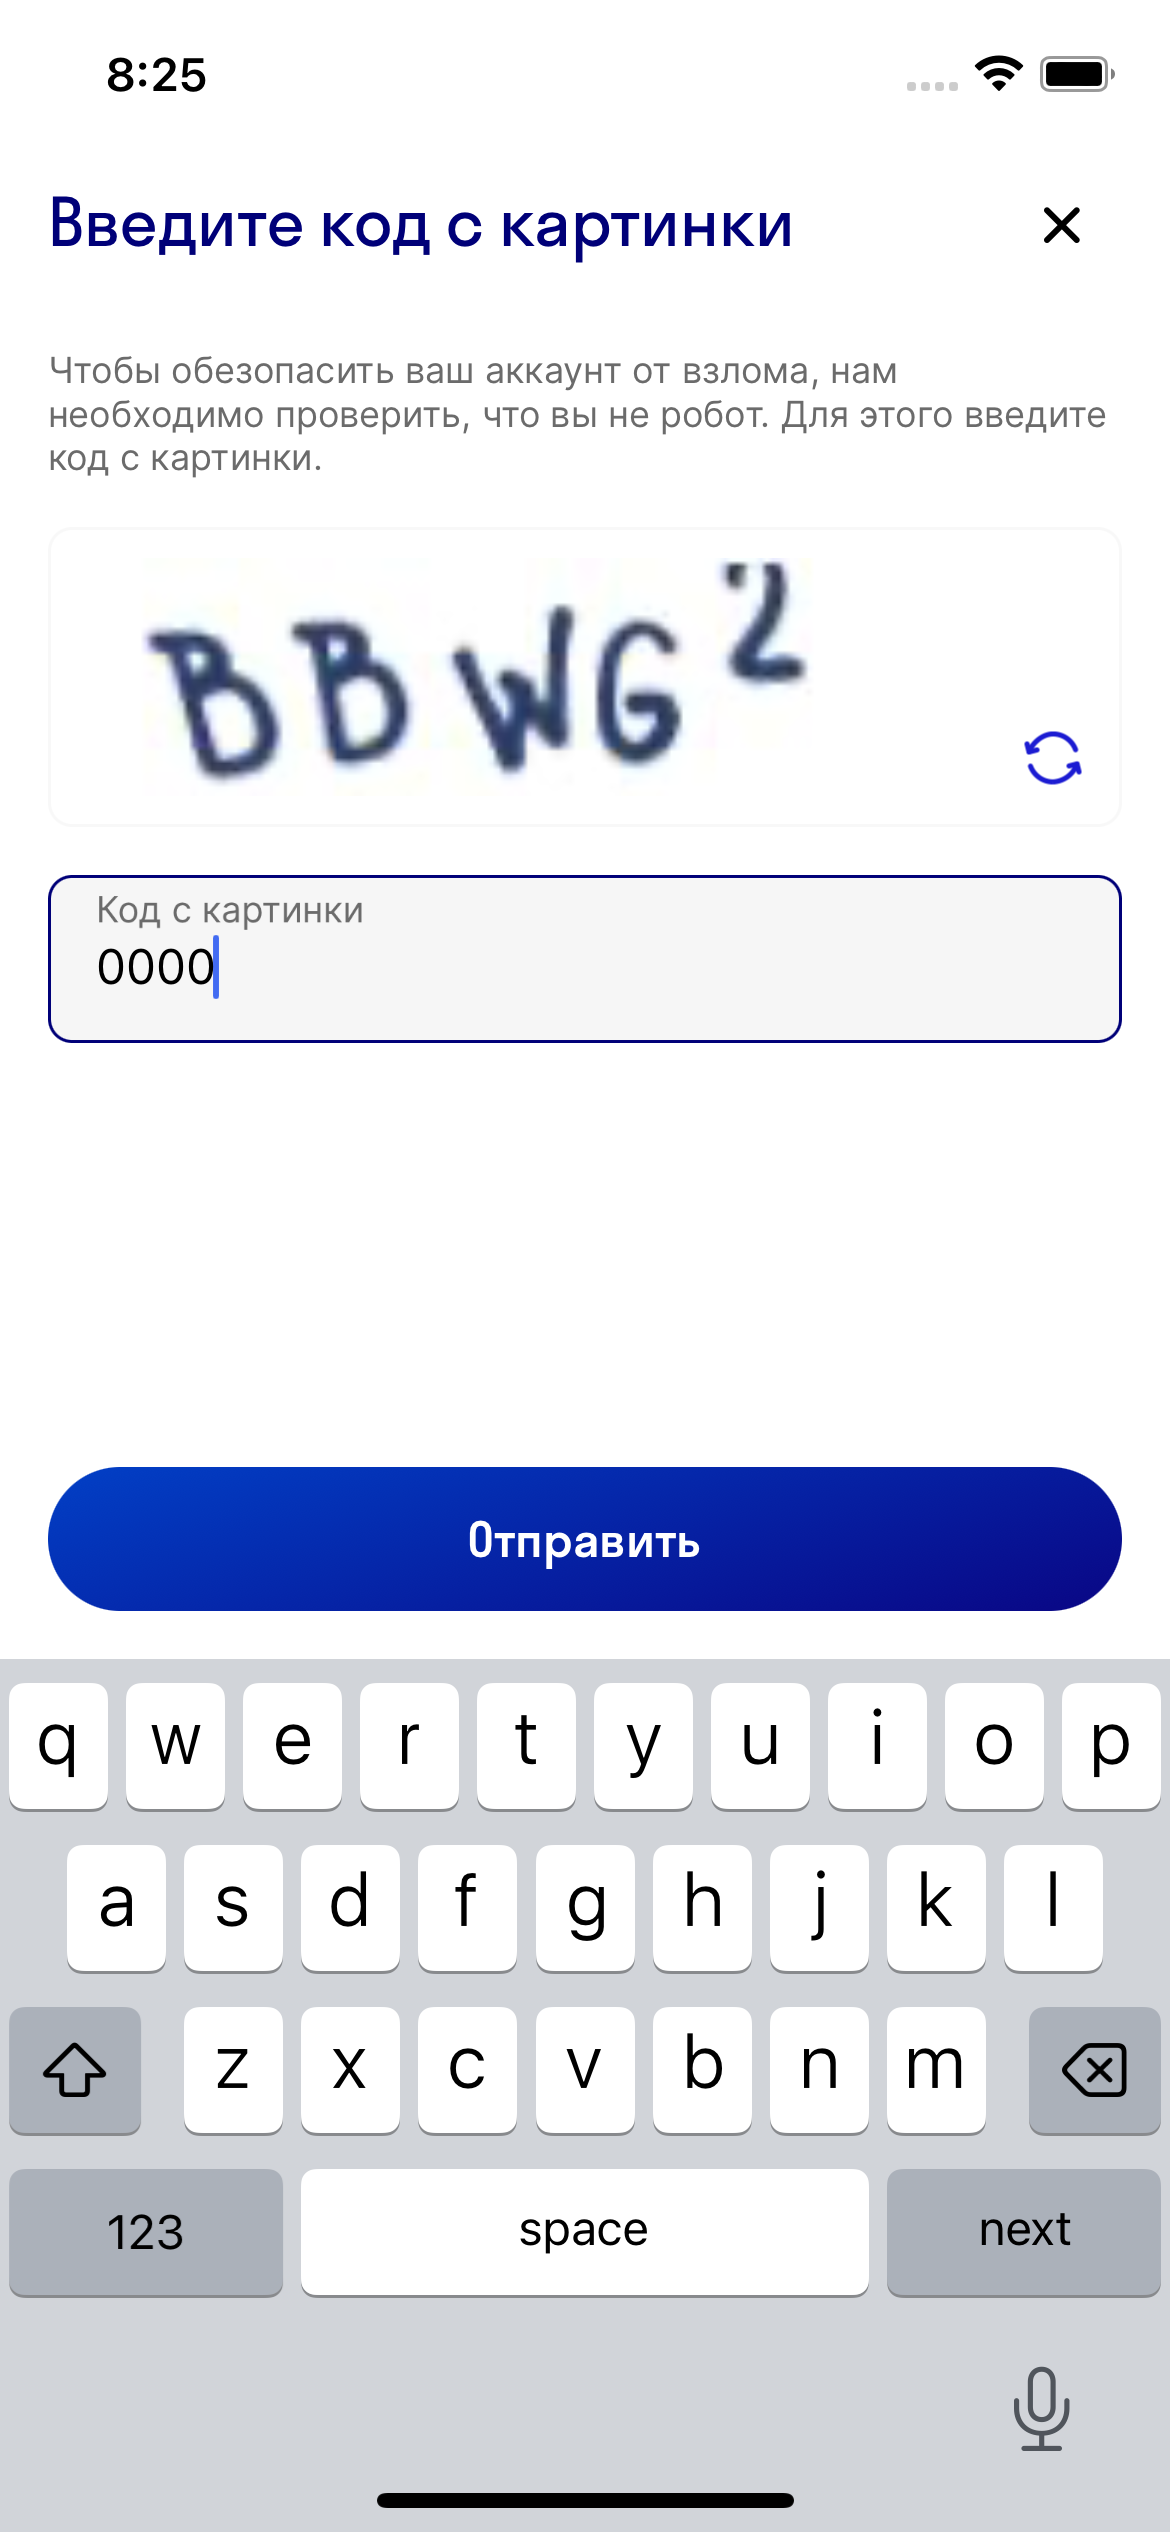 8:25
Введите код с картинки
Чтобы обезопасить ваш аккаунт от взлома, нам
необходимо проверить, что вы не робот. Для этого введите
код с картинки.
BBWG2
Код с картинки
0000
Отправить
q w e r t y u i o p
a s d f g h j k l
z x c v b n m
123 space next